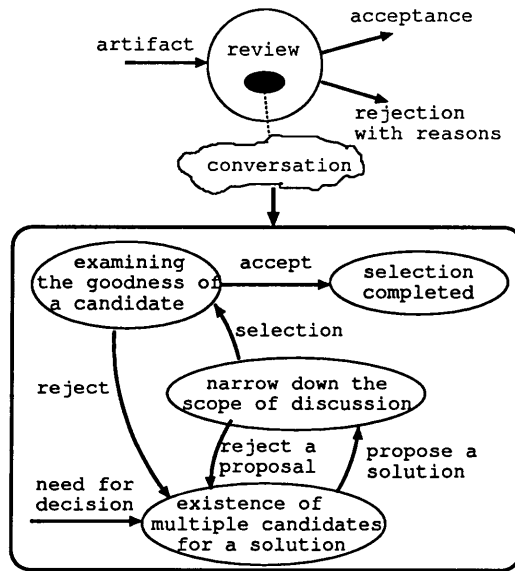 acceptance
artifact
review
rejection
with reasons
conversation
examining
the goodness of
a candidate
accept
selection
completed
selection
reject
narrow down the
scope of discussion
reject a
proposal
propose a
solution
need for
decision
existence of
multiple candidates
for a solution